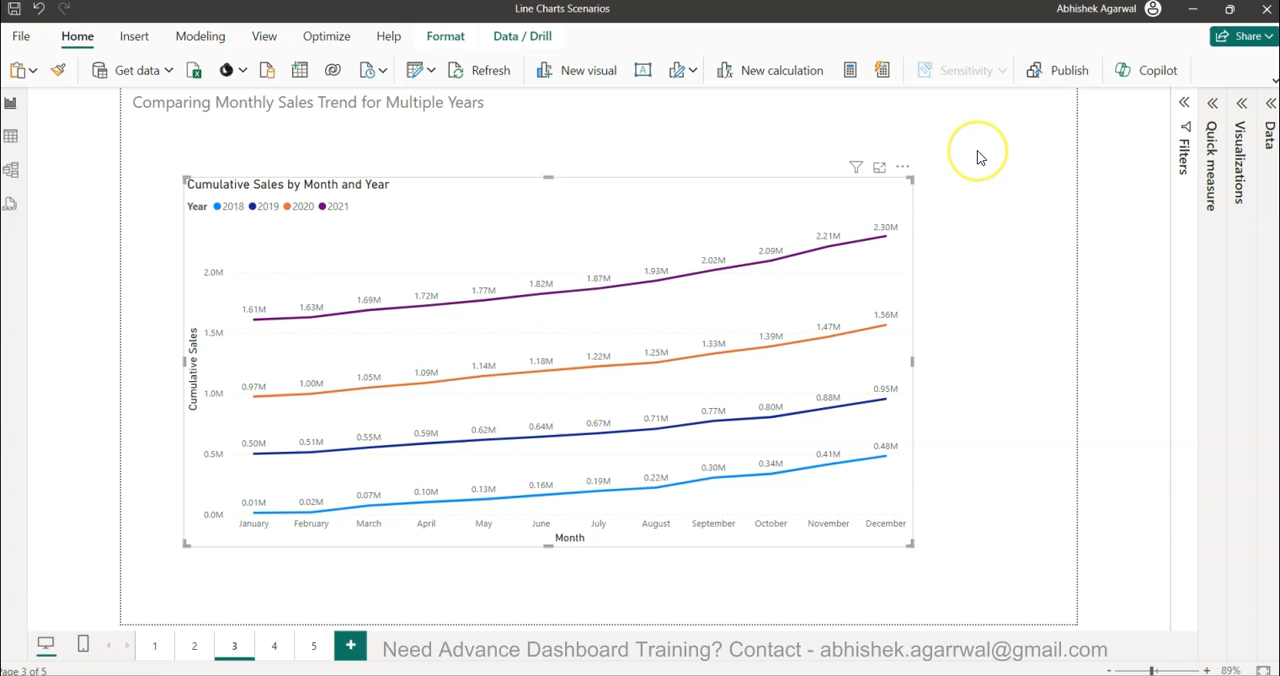 Line Charts Scenarios
Abhishek Agarwal
File Home Insert Modeling View Optimize Help Format Data / Drill
Share
Get data Refresh New visual New calculation Sensitivity Publish Copilot
Comparing Monthly Sales Trend for Multiple Years
Filters
Quick measure
Visualizations
Data
Cumulative Sales by Month and Year
Year 2018 2019 2020 2021
Cumulative Sales
2.0M
1.5M
1.0M
0.5M
0.0M
1.61M 1.63M 1.69M 1.72M 1.77M 1.82M 1.87M 1.93M 2.02M 2.09M 2.21M 2.30M
0.97M 1.00M 1.05M 1.09M 1.14M 1.18M 1.22M 1.25M 1.33M 1.39M 1.47M 1.56M
0.50M 0.51M 0.55M 0.59M 0.62M 0.64M 0.67M 0.71M 0.77M 0.80M 0.88M 0.95M
0.01M 0.02M 0.07M 0.10M 0.13M 0.16M 0.19M 0.22M 0.30M 0.34M 0.41M 0.48M
January February March April May June July August September October November December
Month
1 2 3 4 5 +
Need Advance Dashboard Training? Contact - abhishek.agarrwal@gmail.com
age 3 of 5
- + 89%